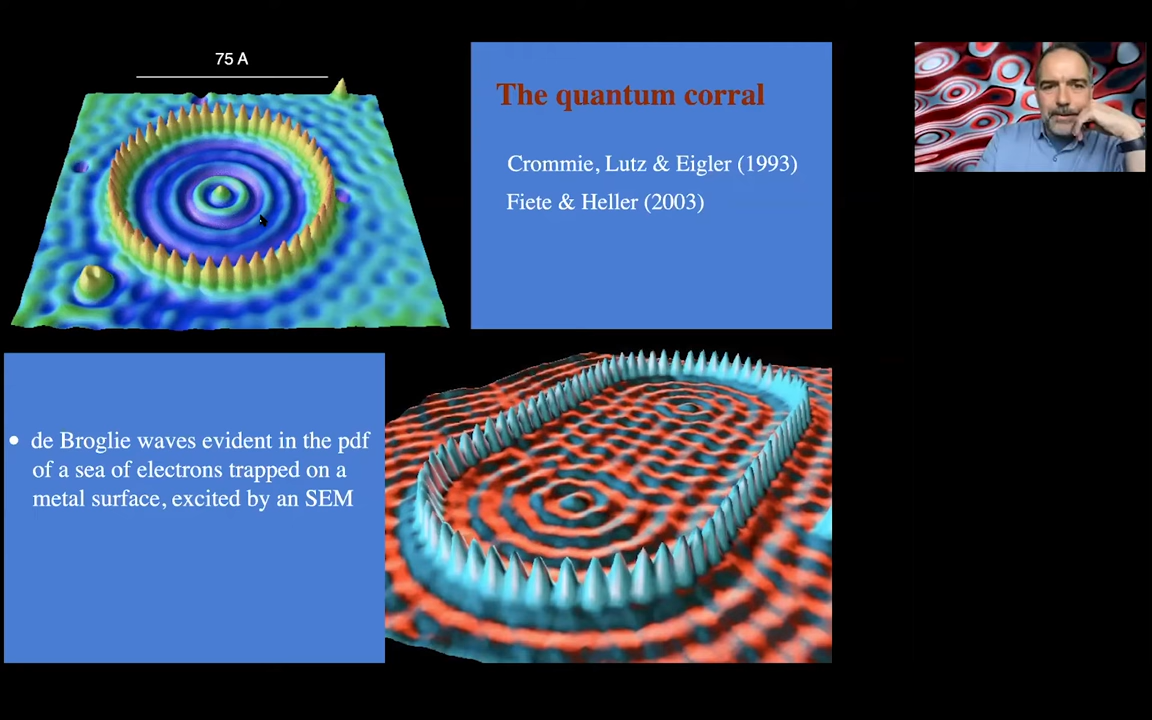 75 A
The quantum corral
Crommie, Lutz & Eigler (1993)
Fiete & Heller (2003)
• de Broglie waves evident in the pdf
of a sea of electrons trapped on a
metal surface, excited by an SEM